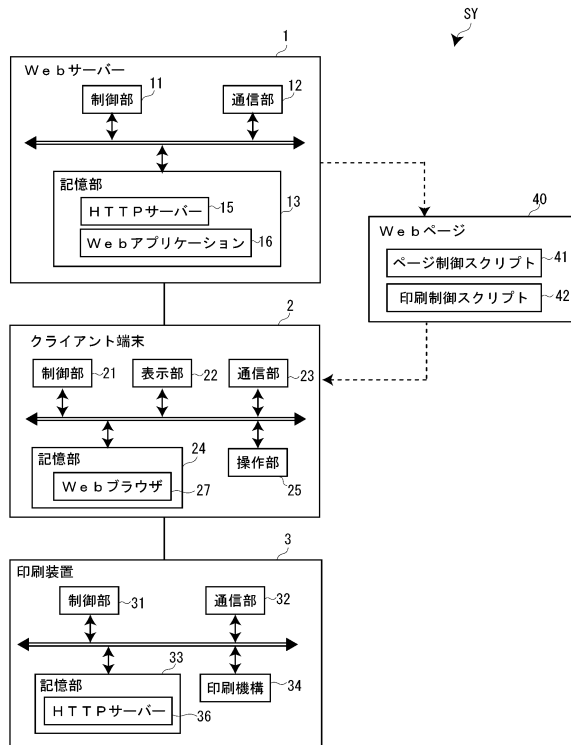 SY
1
Ｗｅｂサーバー
11
12
制御部
通信部
記憶部
13
ＨＴＴＰサーバー
15
Ｗｅｂアプリケーション
16
40
Ｗｅｂページ
ページ制御スクリプト
41
印刷制御スクリプト
42
2
クライアント端末
制御部
21
表示部
22
通信部
23
記憶部
24
Ｗｅｂブラウザ
27
操作部
25
3
印刷装置
制御部
31
通信部
32
33
記憶部
ＨＴＴＰサーバー
36
印刷機構
34